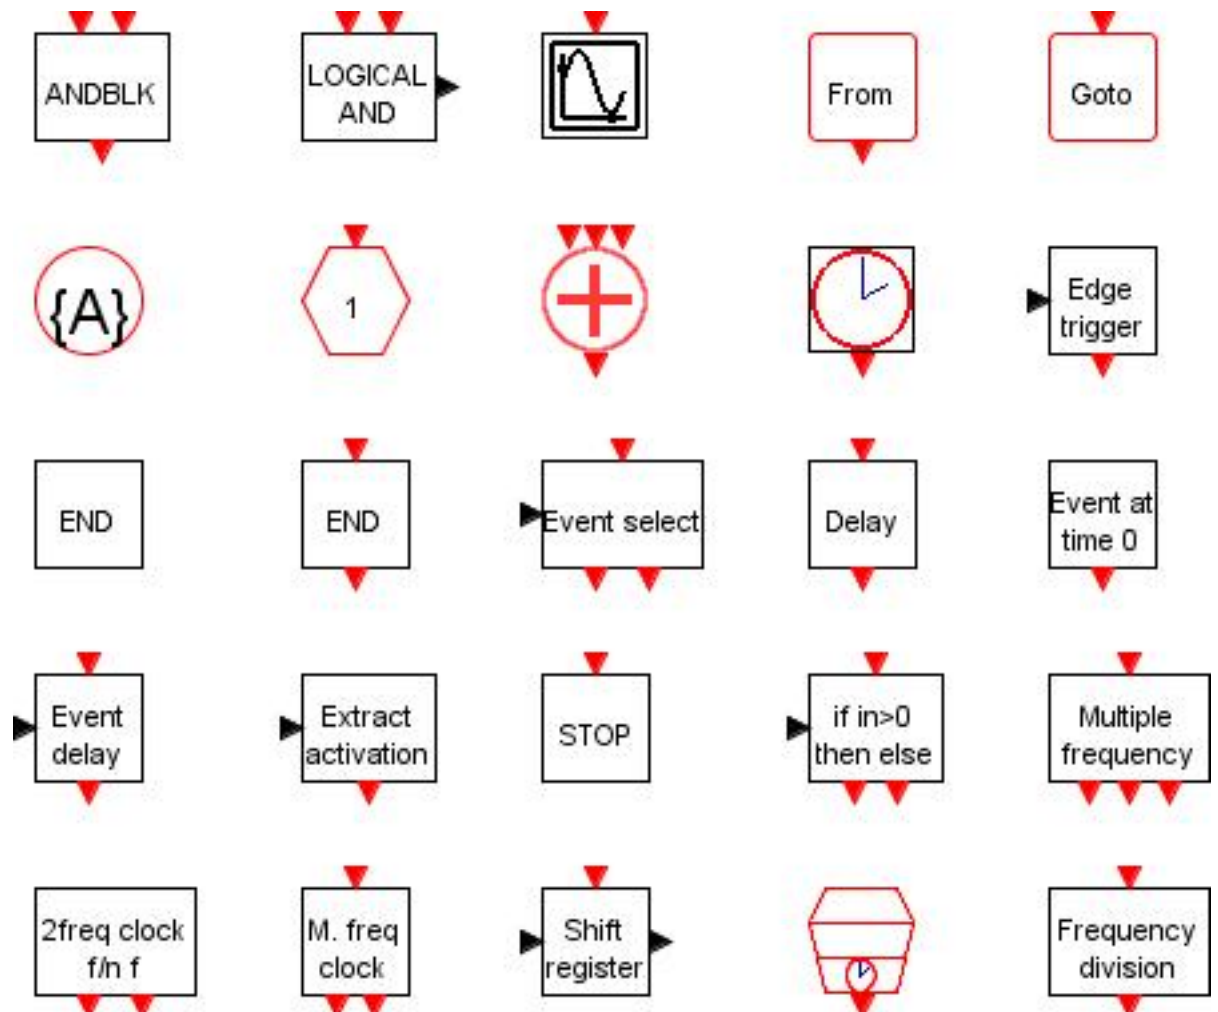 ANDBLK
LOGICAL
AND
From
Goto
{A}
1
Edge
trigger
END
END
Event select
Delay
Event at
time 0
Event
delay
Extract
activation
STOP
if in>0
then else
Multiple
frequency
2freq clock
f/n f
M. freq
clock
Shift
register
Frequency
division